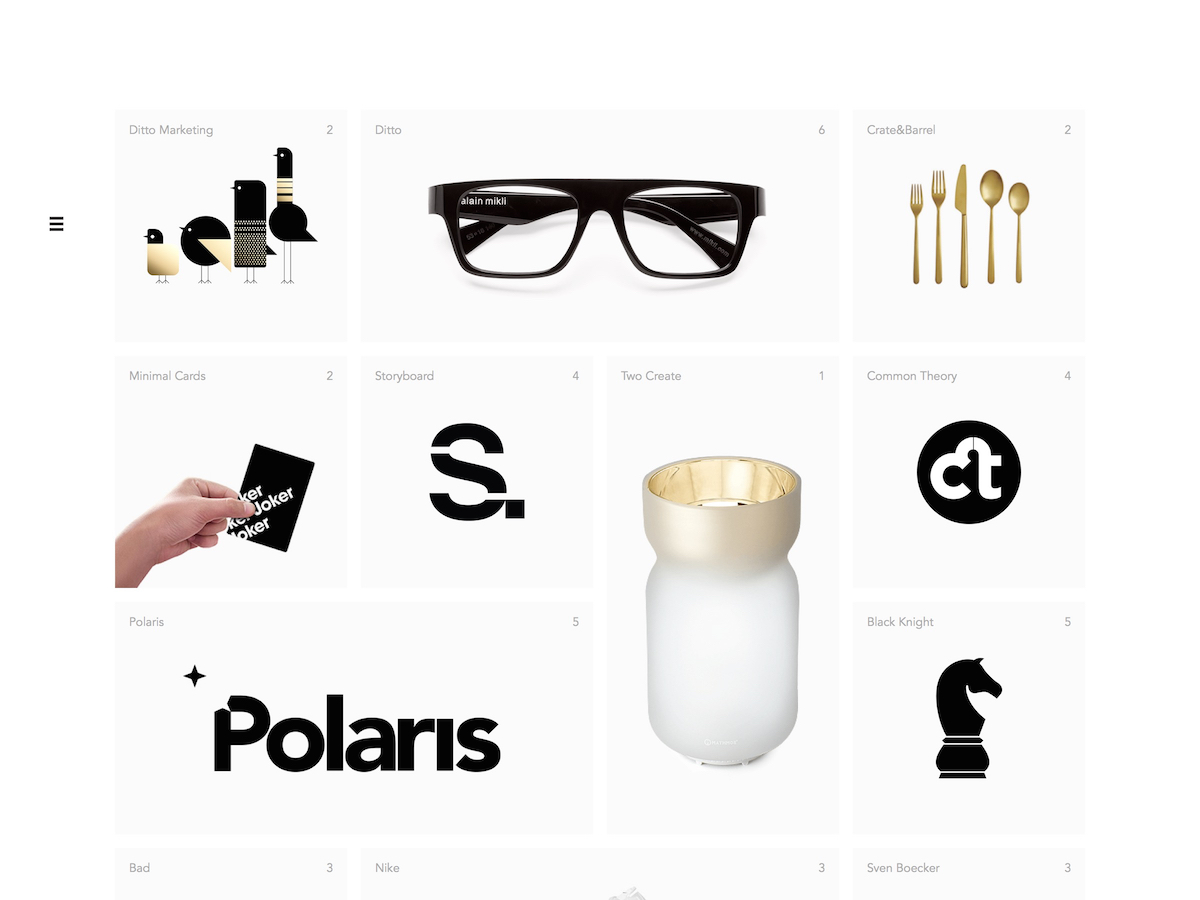 Ditto Marketing 2
Ditto 6
Crate&Barrel 2
alain mikli
Minimal Cards 2
Storyboard 4
Two Create 1
Common Theory 4
S.
ct
Joker
Joker
Polaris 5
Black Knight 5
Polaris
Bad 3
Nike 3
Sven Boecker 3